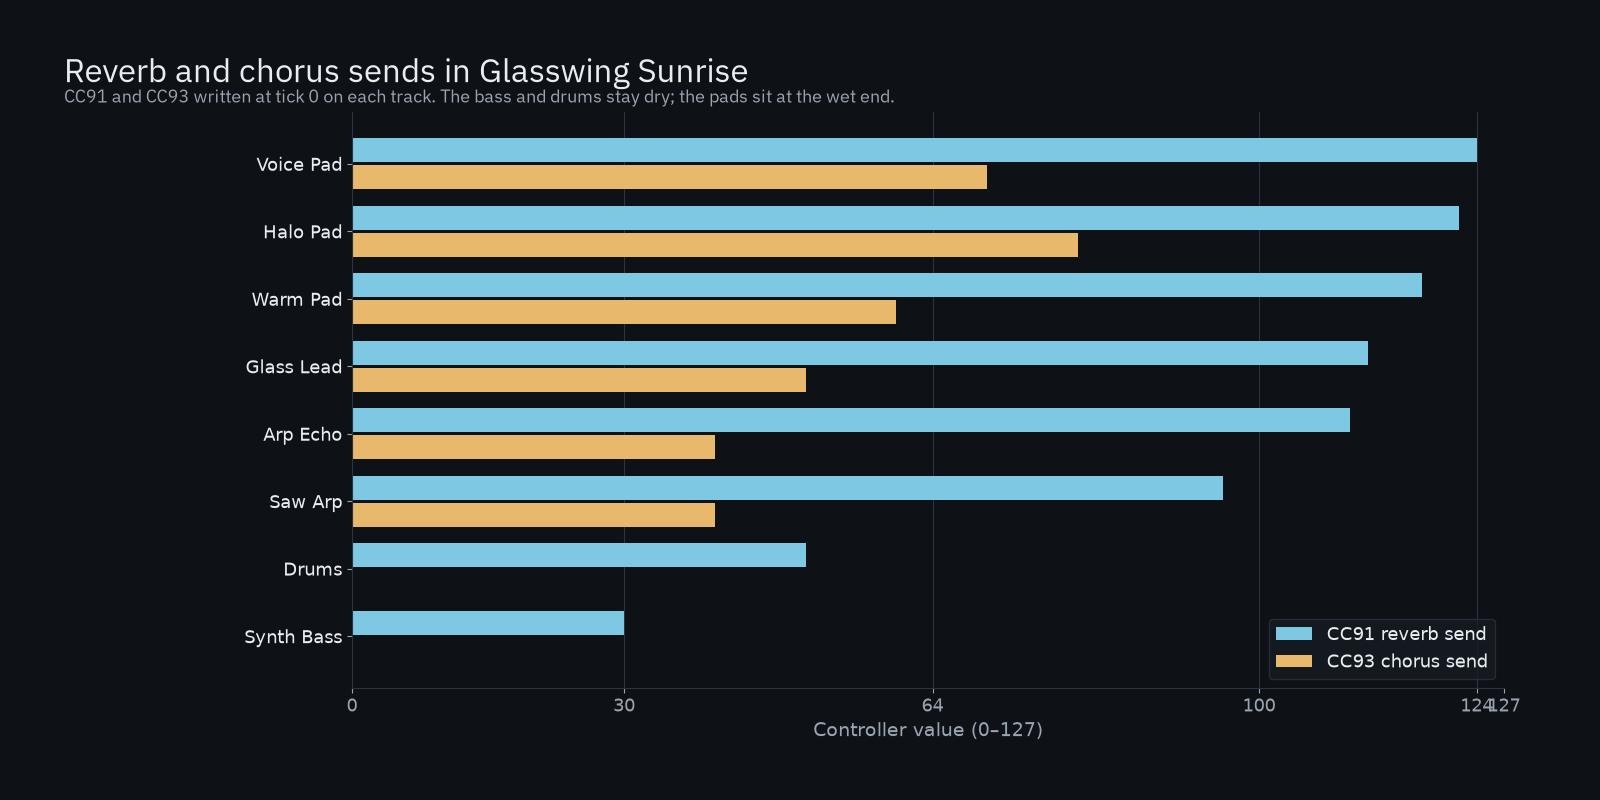 Reverb and chorus sends in Glasswing Sunrise
CC91 and CC93 written at tick 0 on each track. The bass and drums stay dry; the pads sit at the wet end.
Voice Pad
Halo Pad
Warm Pad
Glass Lead
Arp Echo
Saw Arp
Drums
Synth Bass
CC91 reverb send
CC93 chorus send
0 30 64 100 124 127
Controller value (0–127)